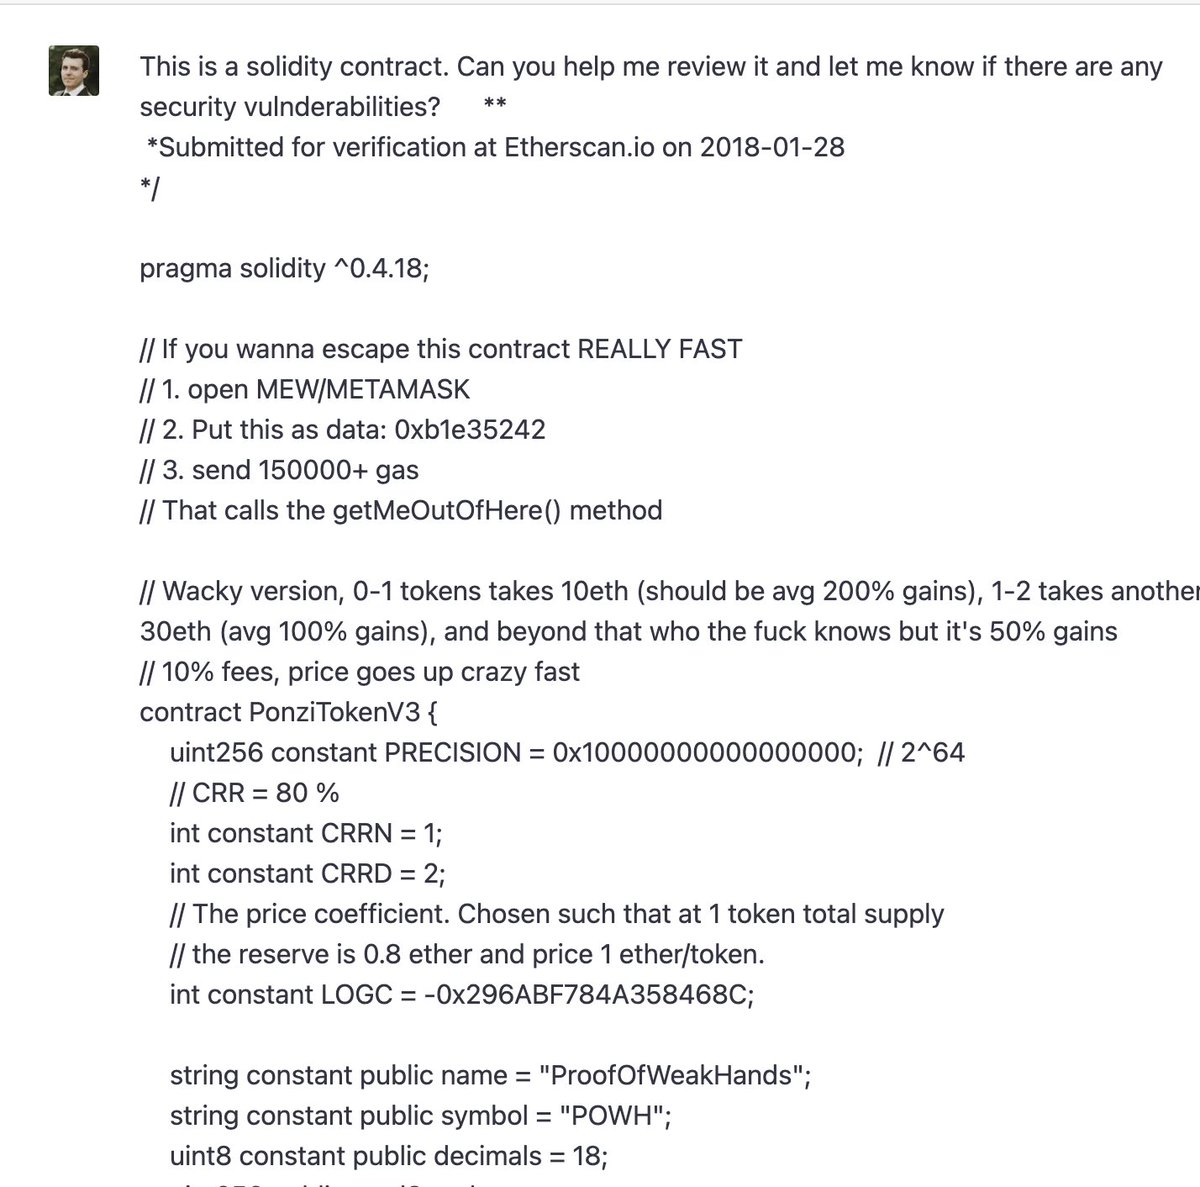 This is a solidity contract. Can you help me review it and let me know if there are any
security vulnderabilities?     **
*Submitted for verification at Etherscan.io on 2018-01-28
*/
pragma solidity ^0.4.18;
// If you wanna escape this contract REALLY FAST
// 1. open MEW/METAMASK
// 2. Put this as data: 0xb1e35242
// 3. send 150000+ gas
// That calls the getMeOutOfHere() method
// Wacky version, 0-1 tokens takes 10eth (should be avg 200% gains), 1-2 takes another
30eth (avg 100% gains), and beyond that who the fuck knows but it's 50% gains
// 10% fees, price goes up crazy fast
contract PonziTokenV3 {
uint256 constant PRECISION = 0x10000000000000000;  // 2^64
// CRR = 80 %
int constant CRRN = 1;
int constant CRRD = 2;
// The price coefficient. Chosen such that at 1 token total supply
// the reserve is 0.8 ether and price 1 ether/token.
int constant LOGC = -0x296ABF784A358468C;
string constant public name = "ProofOfWeakHands";
string constant public symbol = "POWH";
uint8 constant public decimals = 18;